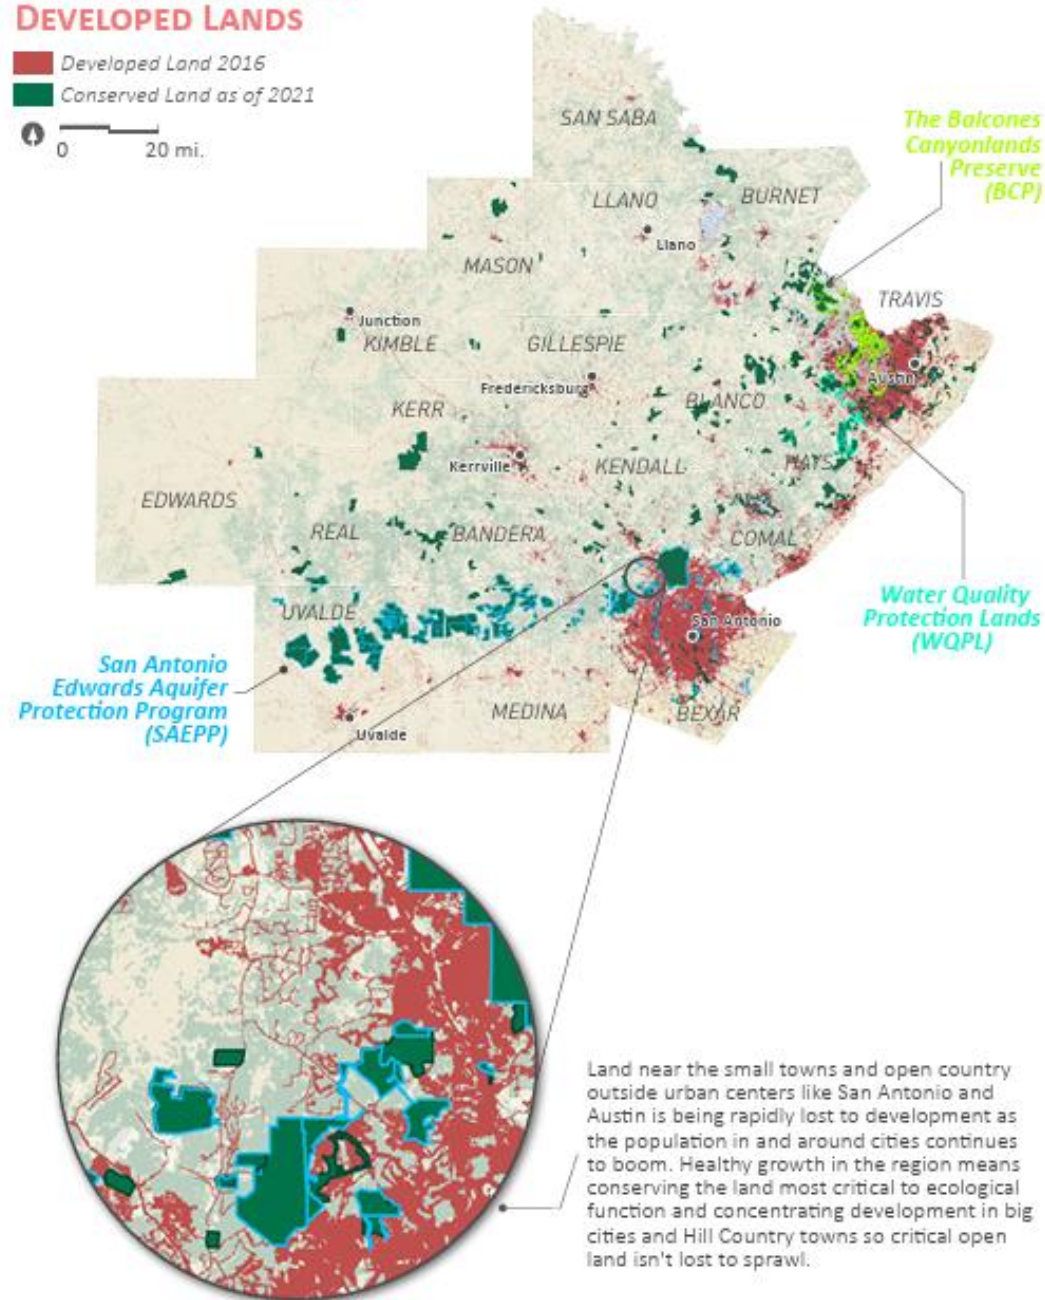 DEVELOPED LANDS
Developed Land 2016
Conserved Land as of 2021
0 20 mi.
SAN SABA
The Balcones
Canyonlands
Preserve
(BCP)
LLANO
BURNET
Llano
MASON
TRAVIS
Junction
KIMBLE
GILLESPIE
Fredericksburg
Austin
KERR
BLANCO
Kerrville
KENDALL
HAYS
EDWARDS
REAL
BANDERA
COMAL
UVALDE
San Antonio
Water Quality
Protection Lands
(WQPL)
San Antonio
Edwards Aquifer
Protection Program
(SAEPP)
MEDINA
BEXAR
Uvalde
Land near the small towns and open country
outside urban centers like San Antonio and
Austin is being rapidly lost to development as
the population in and around cities continues
to boom. Healthy growth in the region means
conserving the land most critical to ecological
function and concentrating development in big
cities and Hill Country towns so critical open
land isn't lost to sprawl.